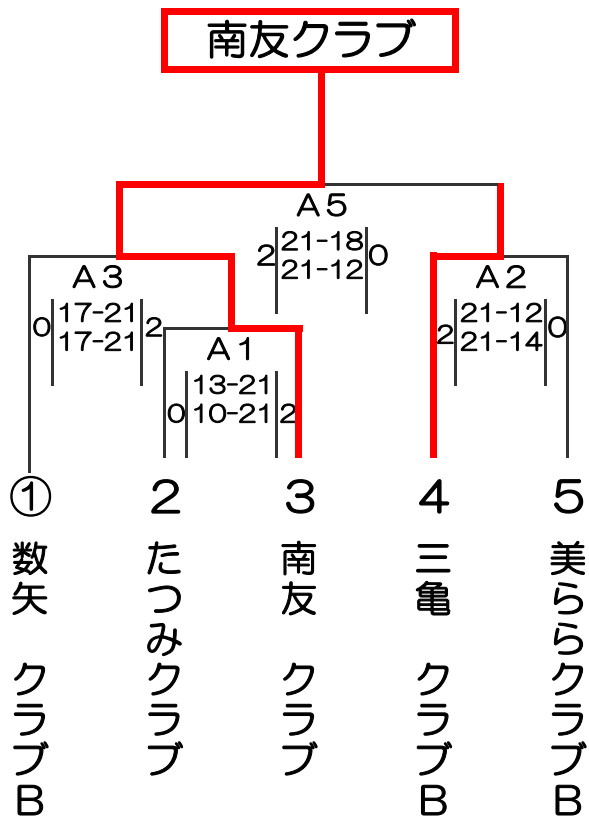 南友クラブ
A5
2 21-18 0
21-12
A3
0 17-21 2
17-21
A2
2 21-12 0
21-14
A1
0 13-21 2
10-21
① 2 3 4 5
数矢 クラブB
たつみクラブ
南友 クラブ
三亀 クラブB
美ららクラブB